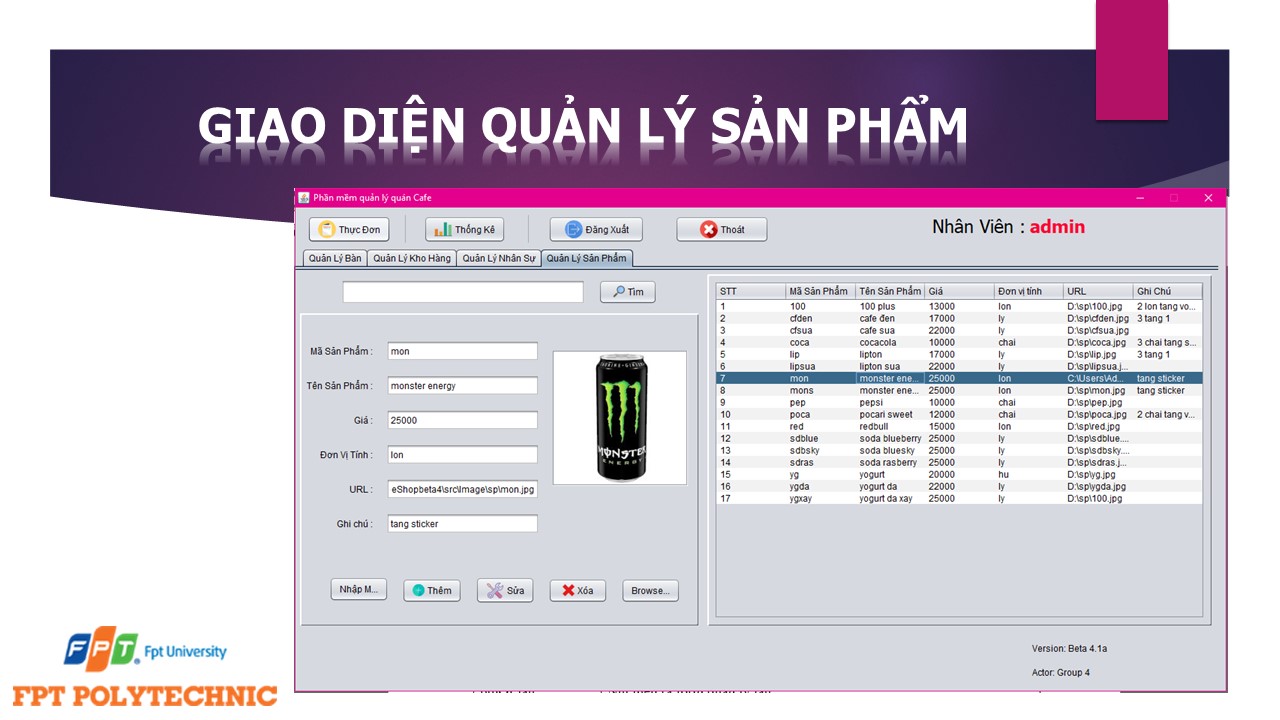 GIAO DIỆN QUẢN LÝ SẢN PHẨM
Phần mềm quản lý quán Cafe
Thực Đơn Thống Kê Đăng Xuất Thoát Nhân Viên : admin
Quản Lý Bàn Quản Lý Kho Hàng Quản Lý Nhân Sự Quản Lý Sản Phẩm
Tìm
Mã Sản Phẩm : mon
Tên Sản Phẩm : monster energy
Giá : 25000
Đơn Vị Tính : lon
URL : eShopbeta4\src\Image\sp\mon.jpg
Ghi chú : tang sticker
MONSTER
ENERGY
Nhập M... Thêm Sửa Xóa Browse...
STT Mã Sản Phẩm Tên Sản Phẩm Giá Đơn vị tính URL Ghi Chú
1 100 100 plus 13000 lon D:\sp\100.jpg 2 lon tang vo...
2 cfden cafe đen 17000 ly D:\sp\cfden.jpg 3 tang 1
3 cfsua cafe sua 22000 ly D:\sp\cfsua.jpg
4 coca cocacola 10000 chai D:\sp\coca.jpg 3 chai tang s...
5 lip lipton 17000 ly D:\sp\lip.jpg 3 tang 1
6 lipsua lipton sua 22000 ly D:\sp\lipsua.j...
7 mon monster ene... 25000 lon C:\Users\Ad... tang sticker
8 mons monster ene... 25000 lon D:\sp\mon.jpg tang sticker
9 pep pepsi 10000 chai D:\sp\pep.jpg
10 poca pocari sweet 12000 chai D:\sp\poca.jpg 2 chai tang v...
11 red redbull 15000 lon D:\sp\red.jpg
12 sdblue soda blueberry 25000 ly D:\sp\sdblue....
13 sdbsky soda bluesky 25000 ly D:\sp\sdbsky....
14 sdras soda rasberry 25000 ly D:\sp\sdras.j...
15 yg yogurt 20000 hu D:\sp\yg.jpg
16 ygda yogurt da 22000 ly D:\sp\ygda.jpg
17 ygxay yogurt da xay 25000 ly D:\sp\100.jpg
Version: Beta 4.1a
Actor: Group 4
FPT. Fpt University
FPT POLYTECHNIC